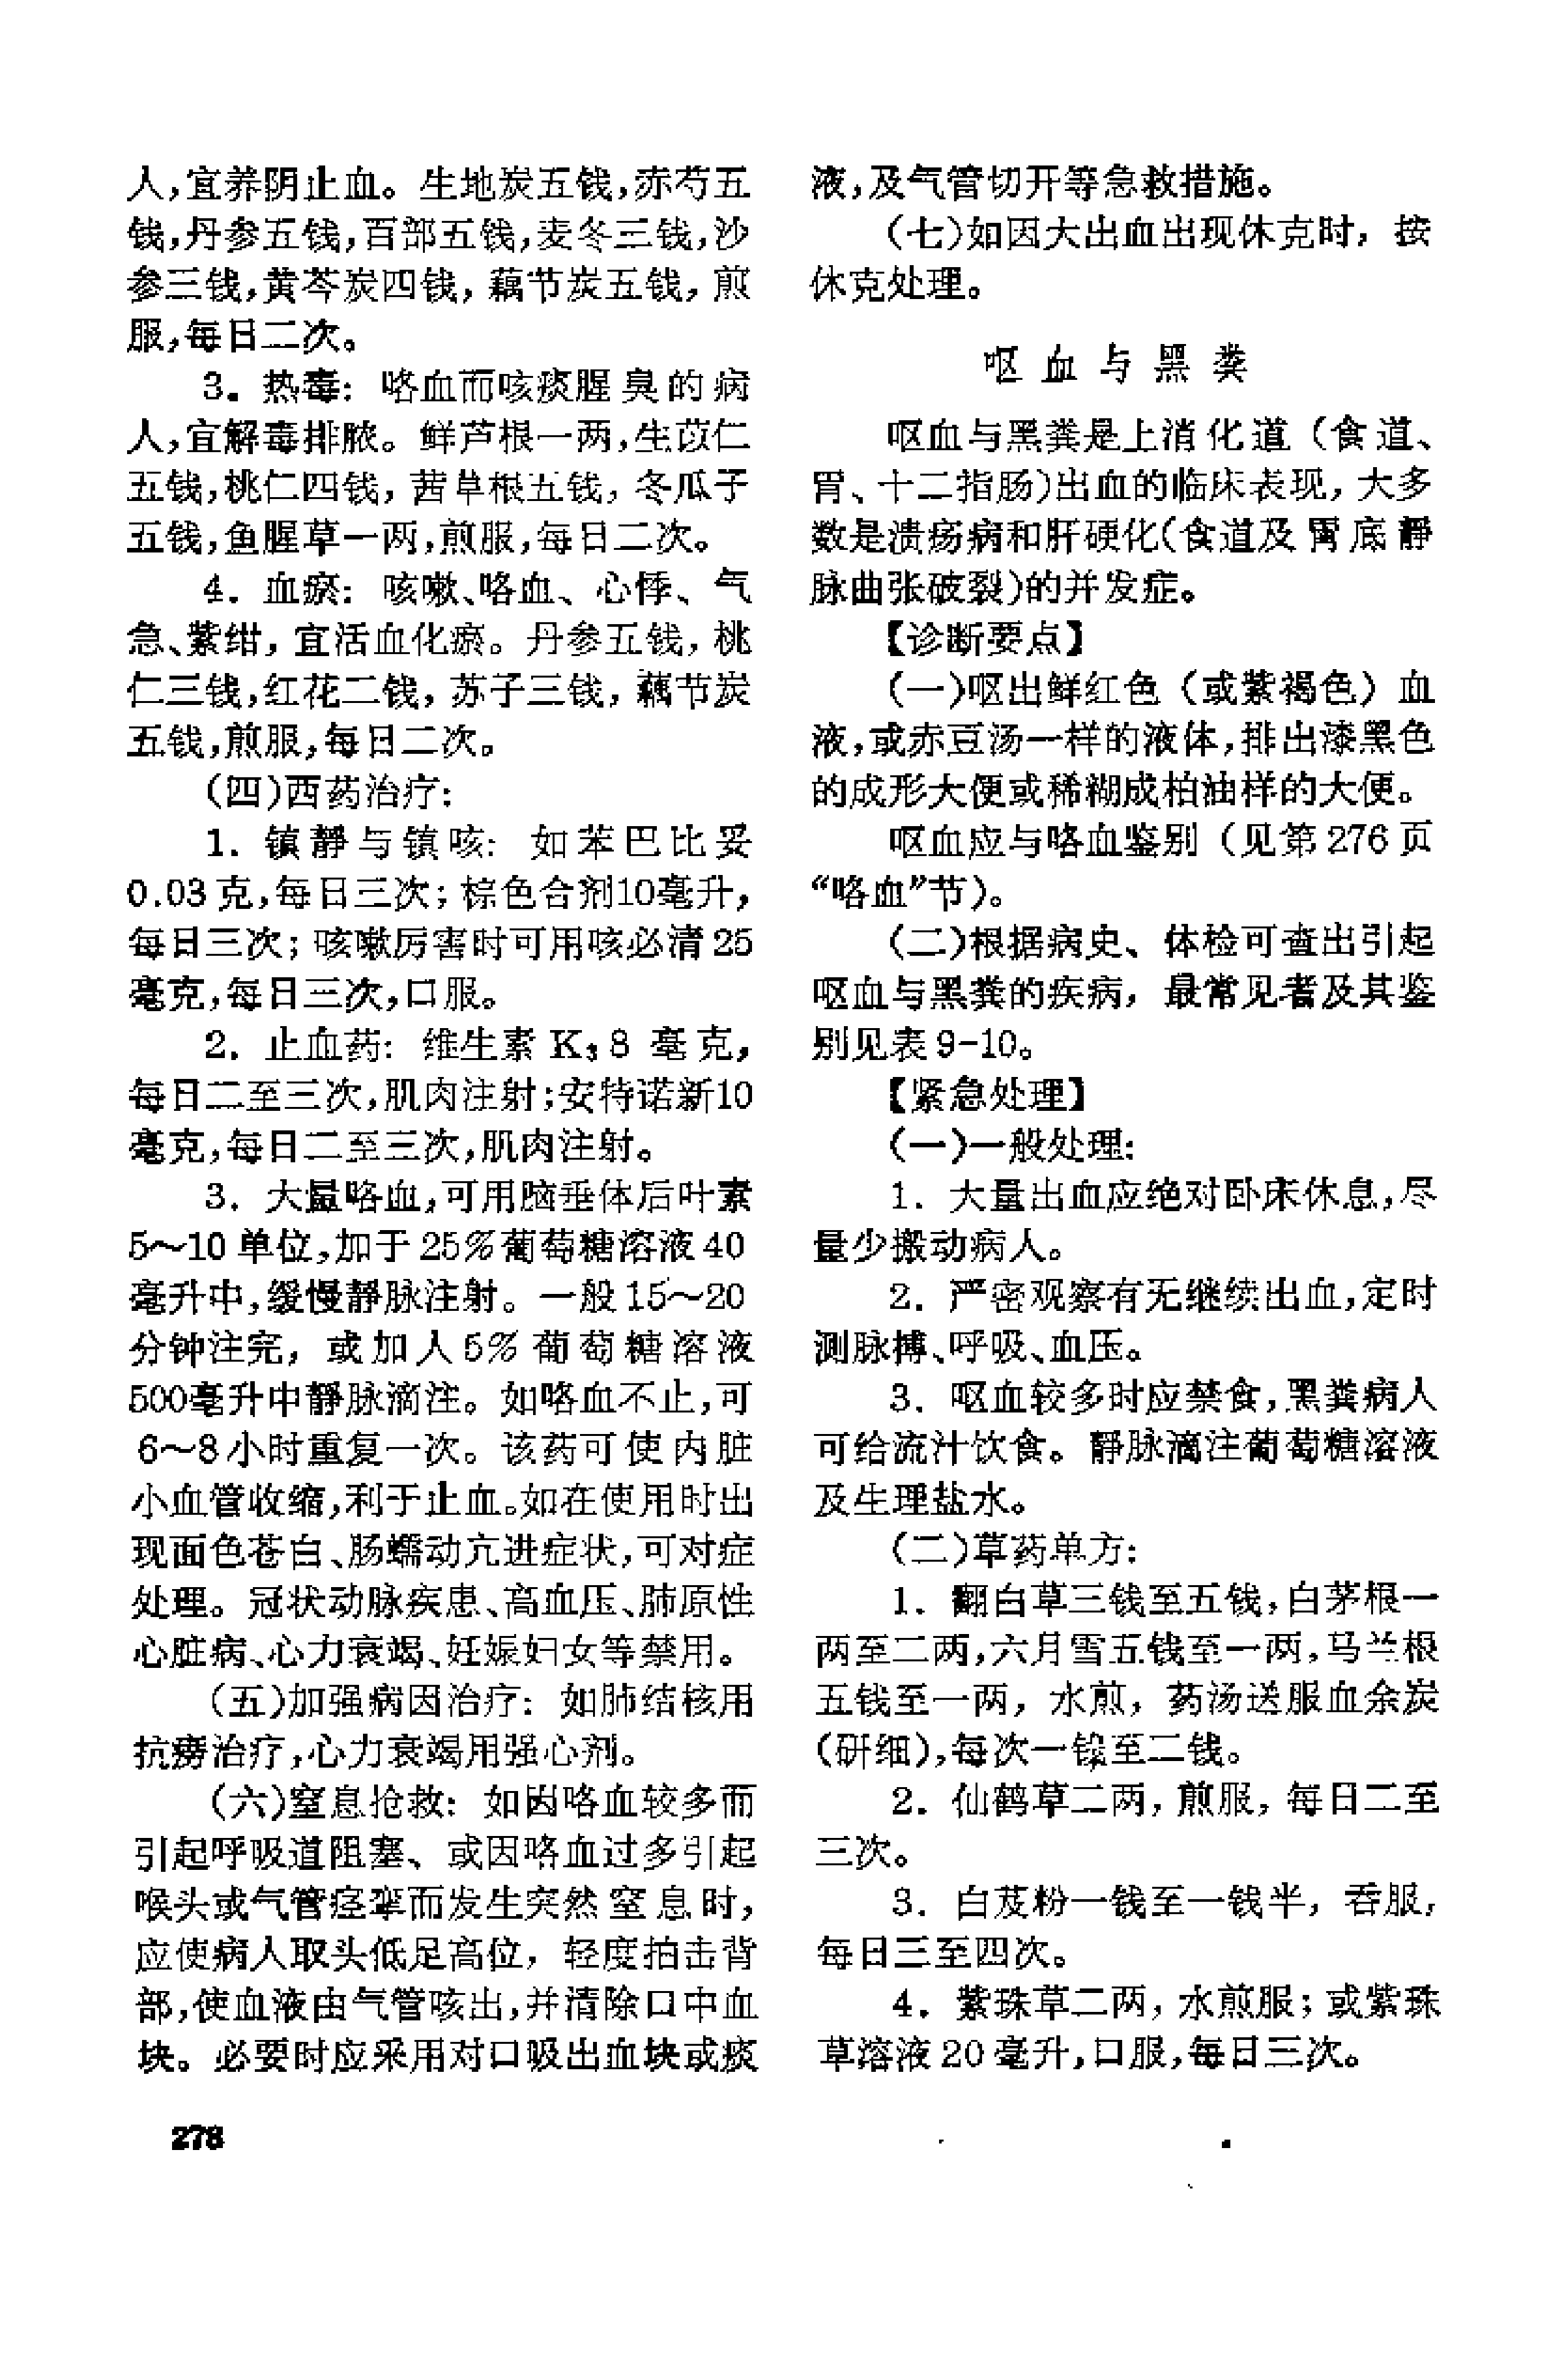 人,宜养阴止血。生地炭五钱,赤芍五
钱,丹参五钱,百部五钱,麦冬三钱,沙
参三钱,黄芩炭四钱,藕节炭五钱,煎
服,每日二次。
3. 热毒: 咯血而咳痰腥臭的病
人,宜解毒排脓。鲜芦根一两,生苡仁
五钱,桃仁四钱,茜草根五钱,冬瓜子
五钱,鱼腥草一两,煎服,每日二次。
4. 血瘀: 咳嗽、咯血、心悸、气
急、紫绀,宜活血化瘀。丹参五钱,桃
仁三钱,红花二钱,苏子三钱,藕节炭
五钱,煎服,每日二次。
(四)西药治疗:
1. 镇静与镇咳: 如苯巴比妥
0.03克,每日三次;棕色合剂10毫升,
每日三次;咳嗽厉害时可用咳必清25
毫克,每日三次,口服。
2. 止血药: 维生素K₃8毫克,
每日二至三次,肌肉注射;安特诺新10
毫克,每日二至三次,肌肉注射。
3. 大量咯血,可用脑垂体后叶素
5～10单位,加于25%葡萄糖溶液40
毫升中,缓慢静脉注射。一般15～20
分钟注完,或加人5%葡萄糖溶液
500毫升中静脉滴注。如咯血不止,可
6～8小时重复一次。该药可使内脏
小血管收缩,利于止血。如在使用时出
现面色苍白、肠蠕动亢进症状,可对症
处理。冠状动脉疾患、高血压、肺原性
心脏病、心力衰竭、妊娠妇女等禁用。
(五)加强病因治疗: 如肺结核用
抗痨治疗,心力衰竭用强心剂。
(六)窒息抢救: 如因咯血较多而
引起呼吸道阻塞、或因咯血过多引起
喉头或气管痉挛而发生突然窒息时,
应使病人取头低足高位,轻度拍击背
部,使血液由气管咳出,并清除口中血
块。必要时应采用对口吸出血块或痰
液,及气管切开等急救措施。
(七)如因大出血出现休克时,按
休克处理。
呕血与黑粪
呕血与黑粪是上消化道(食道、
胃、十二指肠)出血的临床表现,大多
数是溃疡病和肝硬化(食道及胃底静
脉曲张破裂)的并发症。
【诊断要点】
(一)呕出鲜红色(或紫褐色)血
液,或赤豆汤一样的液体,排出漆黑色
的成形大便或稀糊成柏油样的大便。
呕血应与咯血鉴别(见第276页
“咯血”节)。
(二)根据病史、体检可查出引起
呕血与黑粪的疾病,最常见者及其鉴
别见表9-10。
【紧急处理】
(一)一般处理:
1. 大量出血应绝对卧床休息,尽
量少搬动病人。
2. 严密观察有无继续出血,定时
测脉搏、呼吸、血压。
3. 呕血较多时应禁食,黑粪病人
可给流汁饮食。静脉滴注葡萄糖溶液
及生理盐水。
(二)草药单方:
1. 翻白草三钱至五钱,白茅根一
两至二两,六月雪五钱至一两,马兰根
五钱至一两,水煎,药汤送服血余炭
(研细),每次一钱至二钱。
2. 仙鹤草二两,煎服,每日二至
三次。
3. 白芨粉一钱至一钱半,吞服,
每日三至四次。
4. 紫珠草二两,水煎服;或紫珠
草溶液20毫升,口服,每日三次。
278